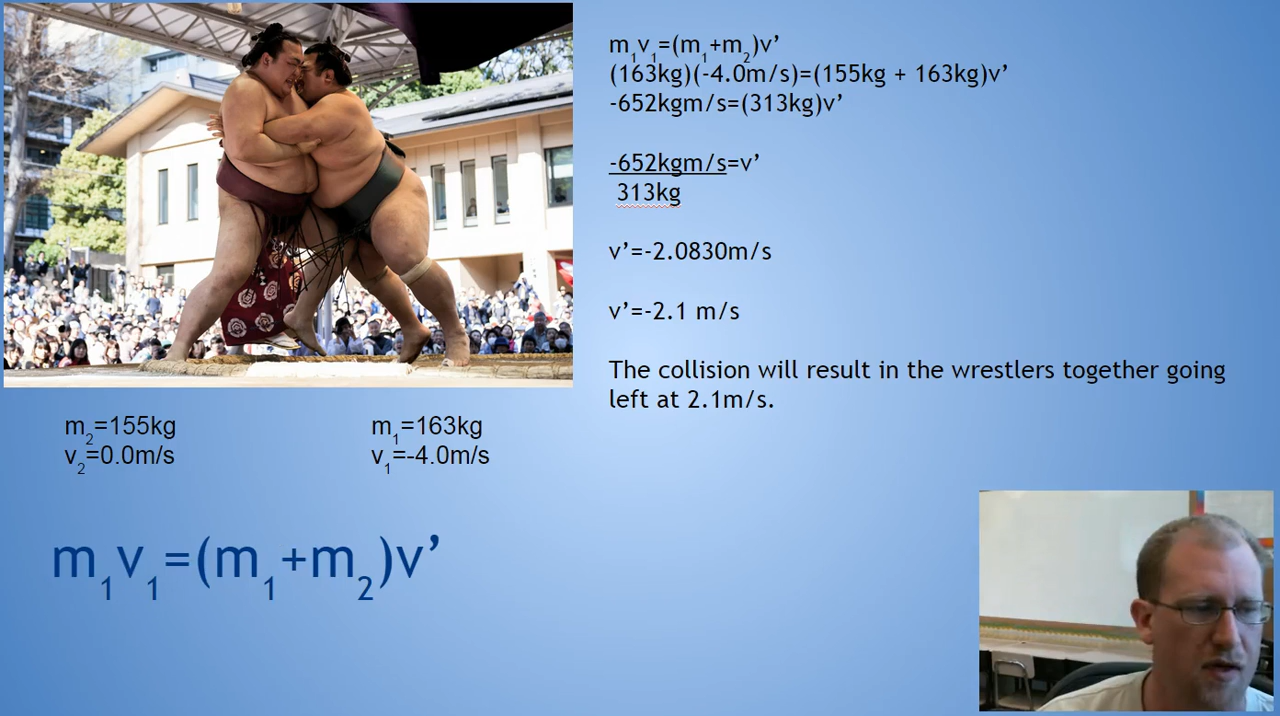 m₁v₁=(m₁+m₂)v’
(163kg)(-4.0m/s)=(155kg + 163kg)v’
-652kgm/s=(313kg)v’
-652kgm/s=v’
313kg
v’=-2.0830m/s
v’=-2.1 m/s
The collision will result in the wrestlers together going
left at 2.1m/s.
m₂=155kg
v₂=0.0m/s
m₁=163kg
v₁=-4.0m/s
m₁v₁=(m₁+m₂)v’